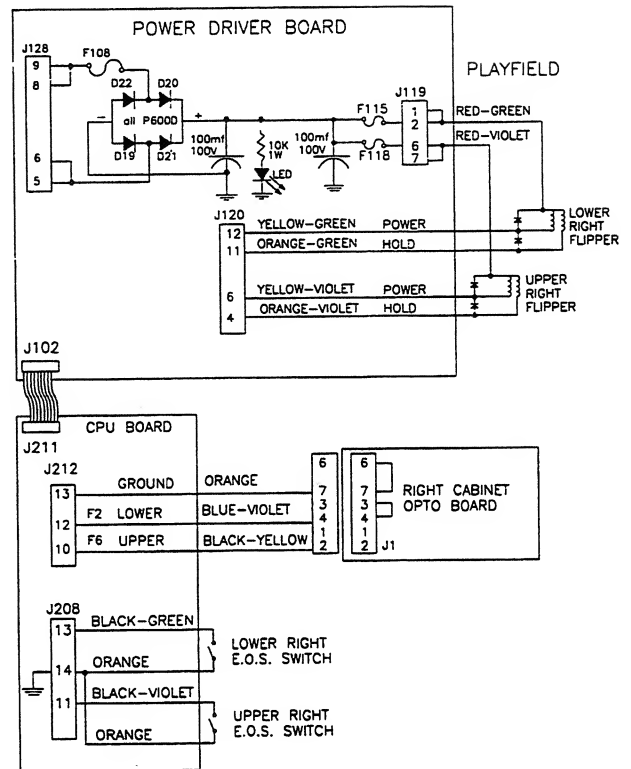 POWER DRIVER BOARD
J128
F108
9
8
6
5
D22
D20
all P600D
D19
D21
−
+
100mf
100V
10K
1W
LED
100mf
100V
F115
F118
J119
1
2
6
7
PLAYFIELD
RED-GREEN
RED-VIOLET
J120
12
11
6
4
YELLOW-GREEN POWER
ORANGE-GREEN HOLD
LOWER
RIGHT
FLIPPER
YELLOW-VIOLET POWER
ORANGE-VIOLET HOLD
UPPER
RIGHT
FLIPPER
J102
J211
CPU BOARD
J212
13
12
10
GROUND ORANGE
F2 LOWER BLUE-VIOLET
F6 UPPER BLACK-YELLOW
6
7
3
4
1
2
6
7
3
4
1
2
J1
RIGHT CABINET
OPTO BOARD
J208
13
14
11
BLACK-GREEN
ORANGE
LOWER RIGHT
E.O.S. SWITCH
BLACK-VIOLET
ORANGE
UPPER RIGHT
E.O.S. SWITCH